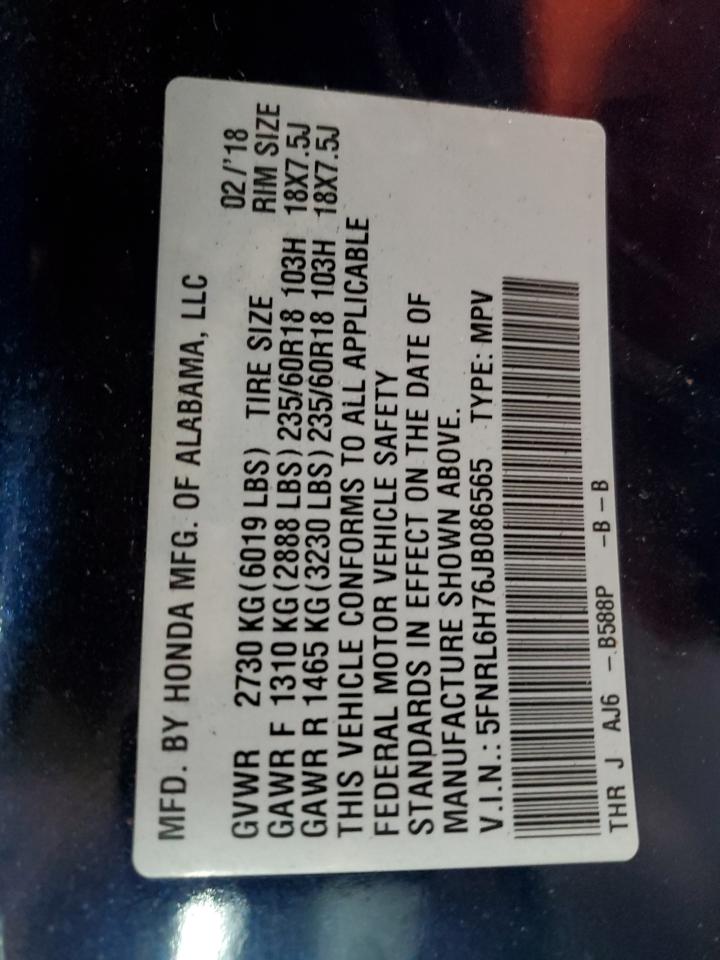 MFD. BY HONDA MFG. OF ALABAMA, LLC
02/'18
GVWR 2730 KG(6019 LBS) TIRE SIZE RIM SIZE
GAWR F 1310 KG(2888 LBS)235/60R18 103H 18X7.5J
GAWR R 1465 KG(3230 LBS)235/60R18 103H 18X7.5J
THIS VEHICLE CONFORMS TO ALL APPLICABLE
FEDERAL MOTOR VEHICLE SAFETY
STANDARDS IN EFFECT ON THE DATE OF
MANUFACTURE SHOWN ABOVE.
V.I.N.: 5FNRL6H76JB086565 TYPE: MPV
THR J AJ6 - B588P -B-B